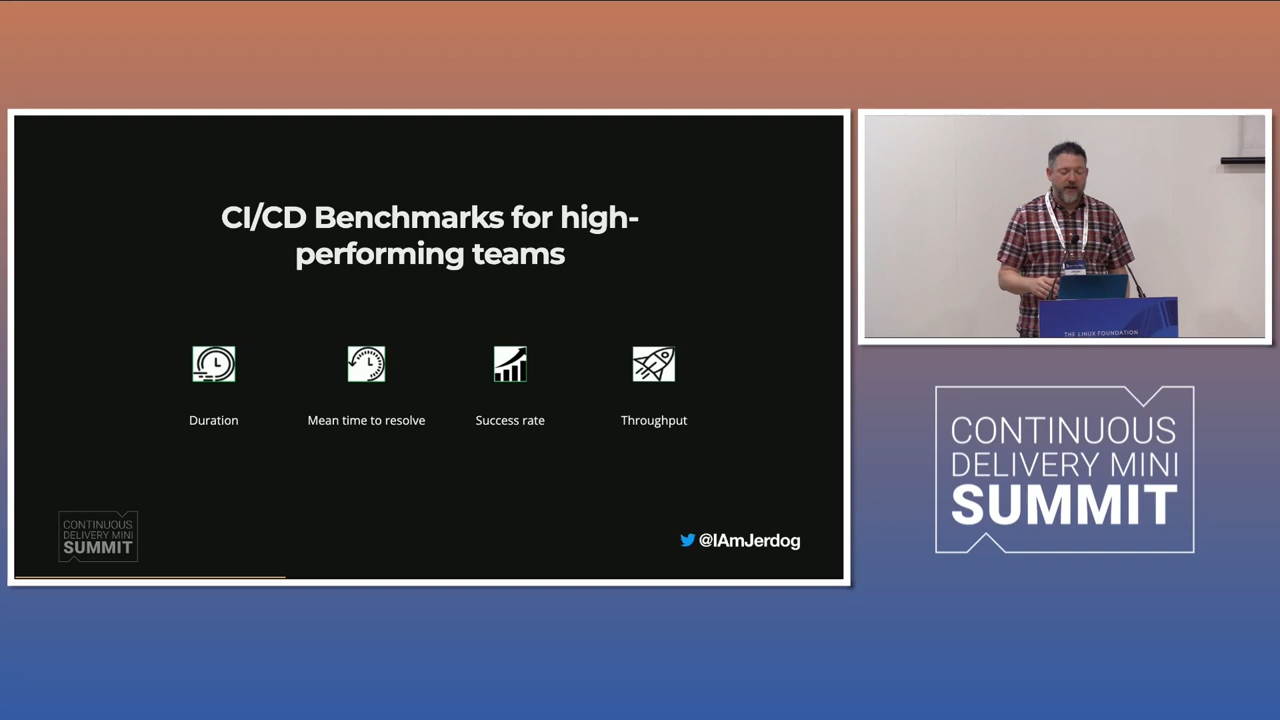 CI/CD Benchmarks for high-
performing teams
Duration
Mean time to resolve
Success rate
Throughput
CONTINUOUS
DELIVERY MINI
SUMMIT
@IAmJerdog
THE LINUX FOUNDATION
CONTINUOUS
DELIVERY MINI
SUMMIT